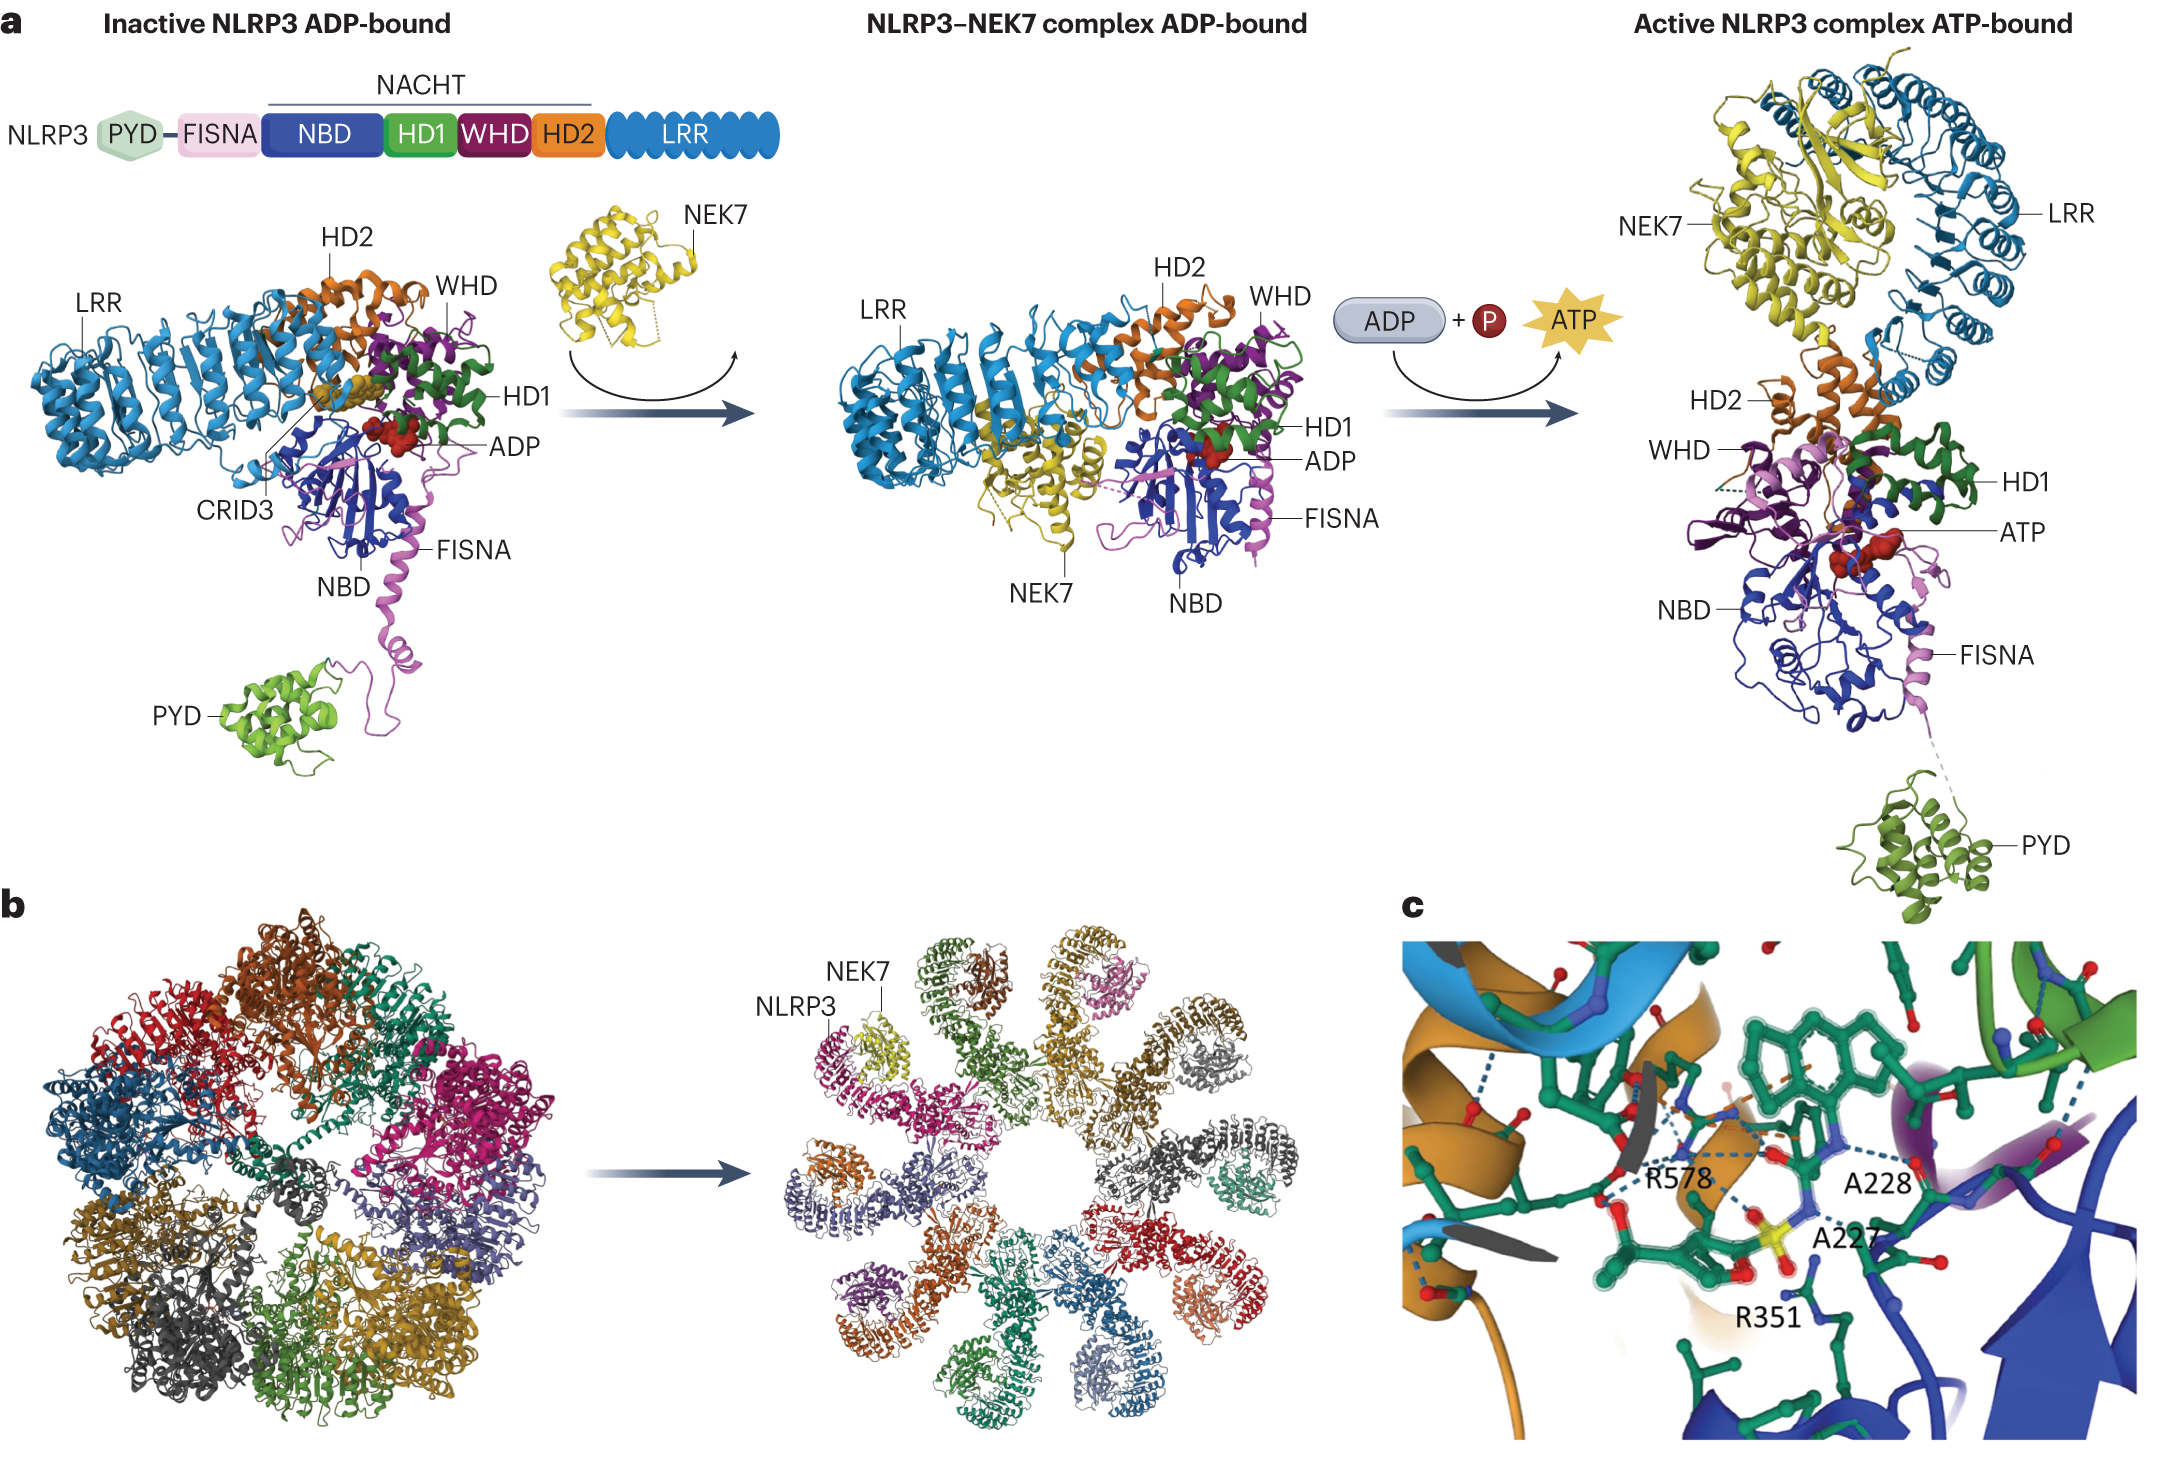 a
Inactive NLRP3 ADP-bound
NLRP3–NEK7 complex ADP-bound
Active NLRP3 complex ATP-bound
NACHT
NLRP3 PYD FISNA NBD HD1 WHD HD2 LRR
LRR
HD2
WHD
NEK7
HD1
ADP
CRID3
FISNA
NBD
PYD
LRR
HD2
WHD
HD1
ADP
FISNA
NEK7
NBD
ADP + P ATP
NEK7
LRR
HD2
WHD
HD1
ATP
NBD
FISNA
PYD
b
NEK7
NLRP3
c
R578
A228
A227
R351